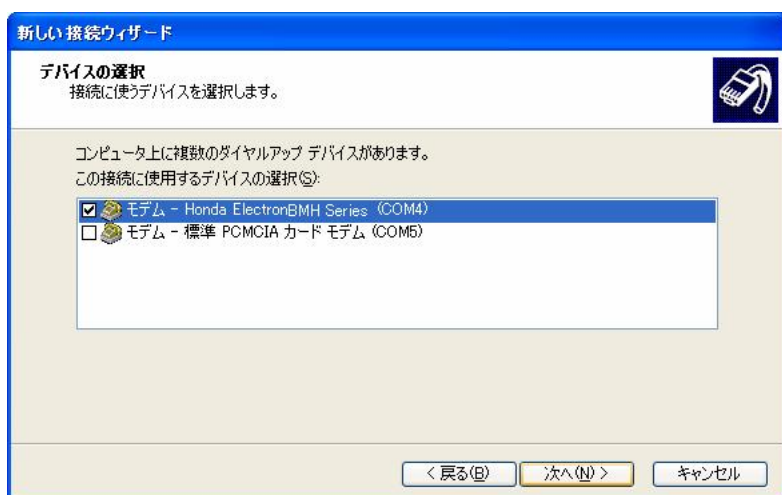 新しい接続ウィザード
デバイスの選択
接続に使うデバイスを選択します。
コンピュータ上に複数のダイヤルアップ デバイスがあります。
この接続に使用するデバイスの選択(S):
モデム - Honda ElectronBMH Series (COM4)
モデム - 標準 PCMCIA カード モデム (COM5)
< 戻る(B) 次へ(N) > キャンセル